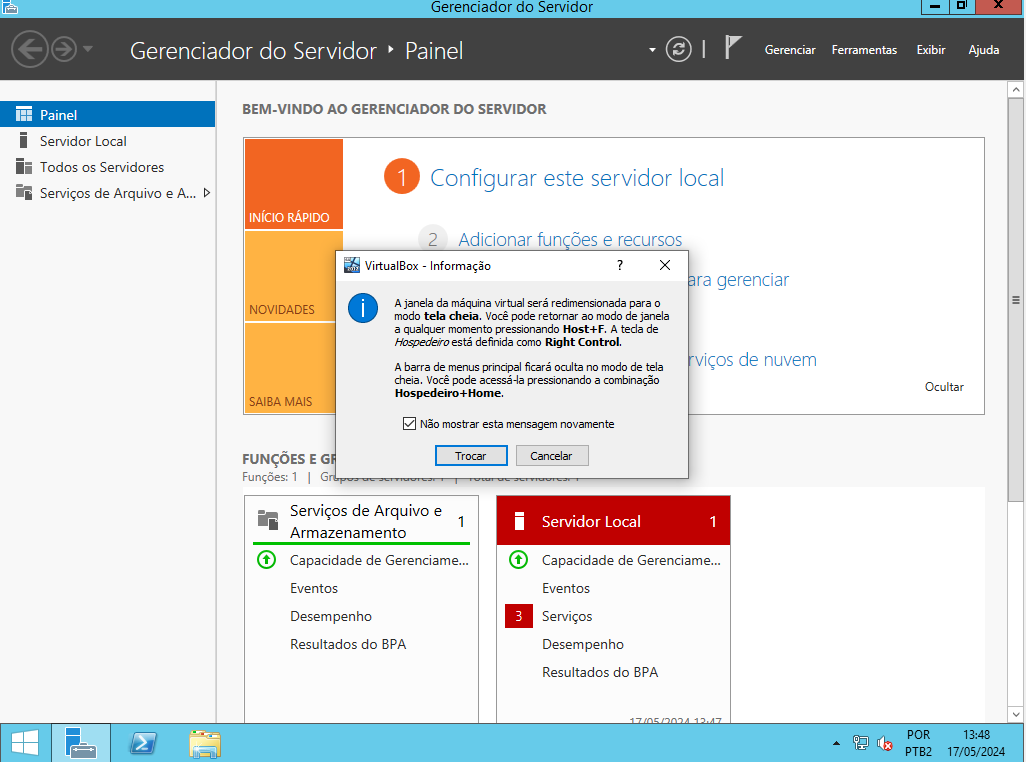 Gerenciador do Servidor
Gerenciador do Servidor ‣ Painel
Gerenciar Ferramentas Exibir Ajuda
Painel
Servidor Local
Todos os Servidores
Serviços de Arquivo e A...
BEM-VINDO AO GERENCIADOR DO SERVIDOR
INÍCIO RÁPIDO
NOVIDADES
SAIBA MAIS
1 Configurar este servidor local
2 Adicionar funções e recursos
ara gerenciar
rviços de nuvem
Ocultar
VirtualBox - Informação
?
A janela da máquina virtual será redimensionada para o
modo tela cheia. Você pode retornar ao modo de janela
a qualquer momento pressionando Host+F. A tecla de
Hospedeiro está definida como Right Control.
A barra de menus principal ficará oculta no modo de tela
cheia. Você pode acessá-la pressionando a combinação
Hospedeiro+Home.
Não mostrar esta mensagem novamente
Trocar Cancelar
FUNÇÕES E GR
Funções: 1 | Grupos de servidores: 1 | Total de servidores: 1
Serviços de Arquivo e
Armazenamento
1
Capacidade de Gerenciame...
Eventos
Desempenho
Resultados do BPA
Servidor Local 1
Capacidade de Gerenciame...
Eventos
3 Serviços
Desempenho
Resultados do BPA
17/05/2024 13:47
POR
PTB2
13:48
17/05/2024